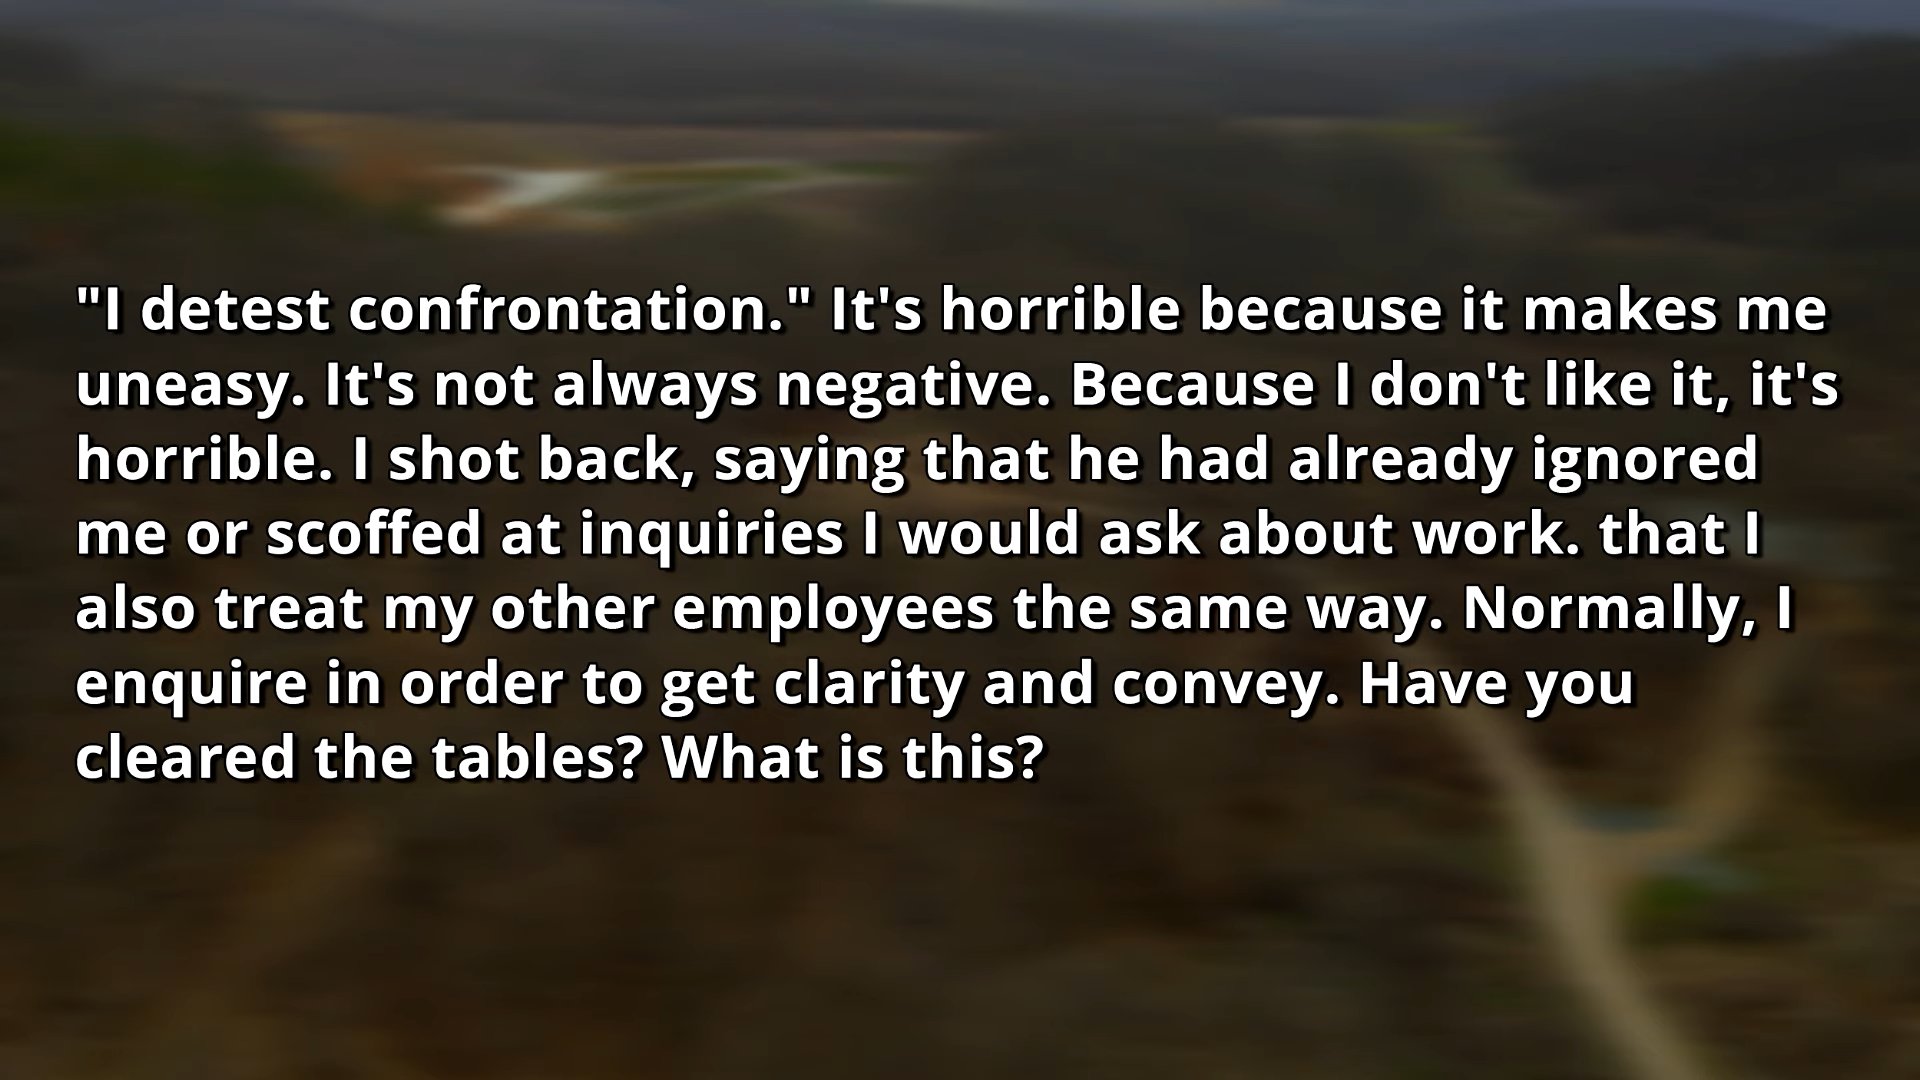 "I detest confrontation." It's horrible because it makes me
uneasy. It's not always negative. Because I don't like it, it's
horrible. I shot back, saying that he had already ignored
me or scoffed at inquiries I would ask about work. that I
also treat my other employees the same way. Normally, I
enquire in order to get clarity and convey. Have you
cleared the tables? What is this?